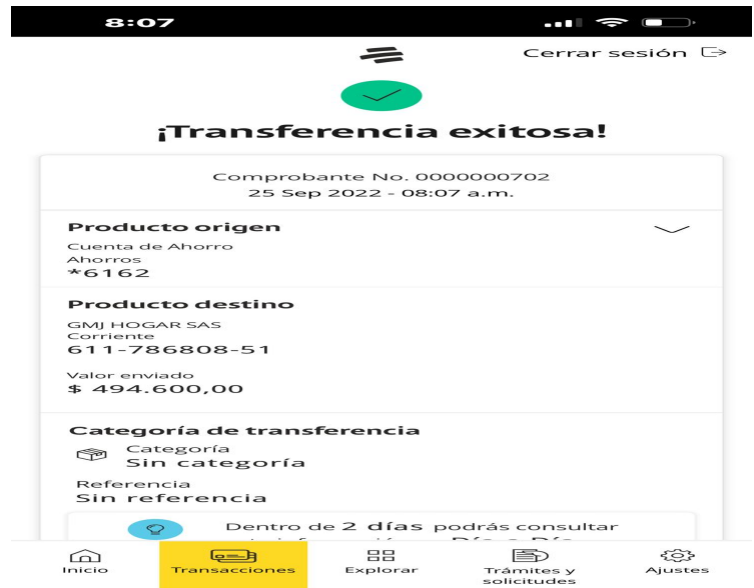 8:07
Cerrar sesión
¡Transferencia exitosa!
Comprobante No. 0000000702
25 Sep 2022 - 08:07 a.m.
Producto origen
Cuenta de Ahorro
Ahorros
*6162
Producto destino
GMJ HOGAR SAS
Corriente
611-786808-51
Valor enviado
$ 494.600,00
Categoría de transferencia
Categoría
Sin categoría
Referencia
Sin referencia
Dentro de 2 días podrás consultar
Inicio
Transacciones
Explorar
Trámites y
solicitudes
Ajustes